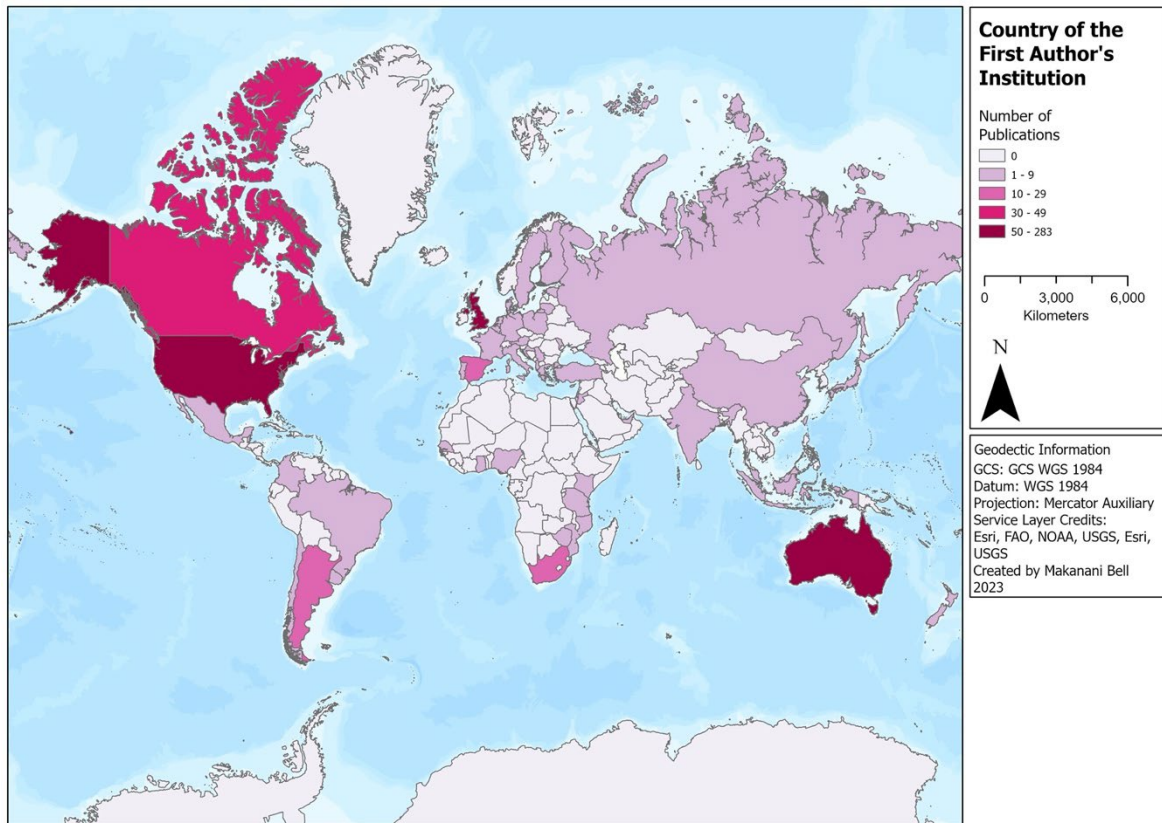 Country of the
First Author's
Institution
Number of
Publications
0
1 - 9
10 - 29
30 - 49
50 - 283
0 3,000 6,000
Kilometers
N
Geodectic Information
GCS: GCS WGS 1984
Datum: WGS 1984
Projection: Mercator Auxiliary
Service Layer Credits:
Esri, FAO, NOAA, USGS, Esri,
USGS
Created by Makanani Bell
2023